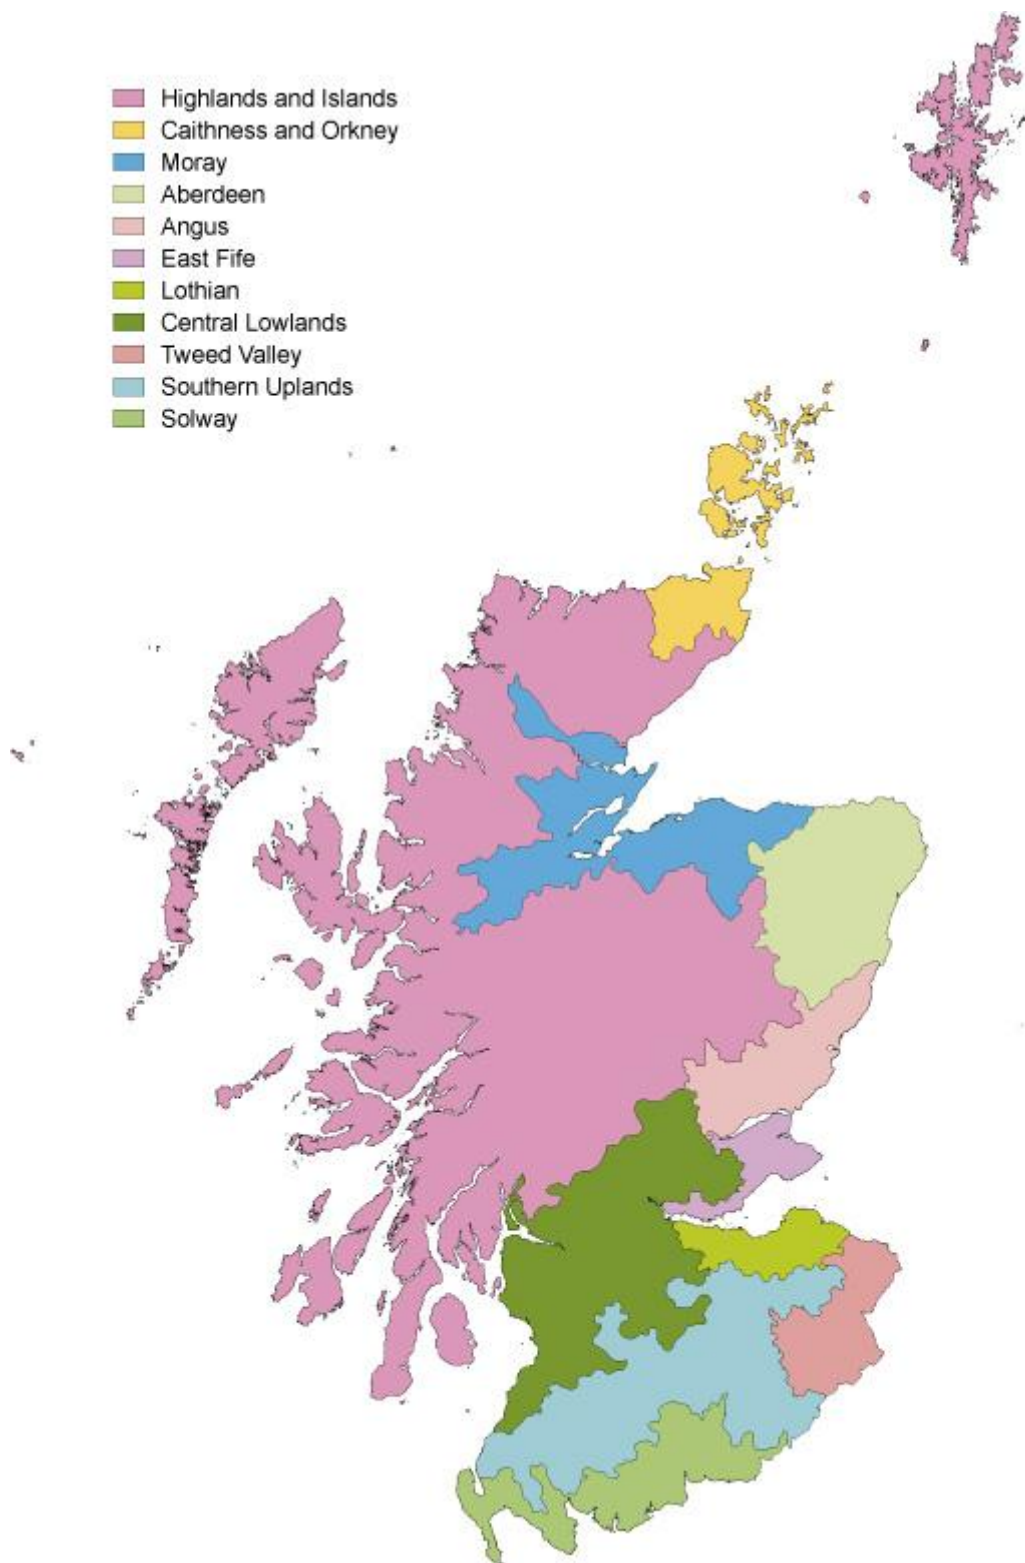 Highlands and Islands
Caithness and Orkney
Moray
Aberdeen
Angus
East Fife
Lothian
Central Lowlands
Tweed Valley
Southern Uplands
Solway